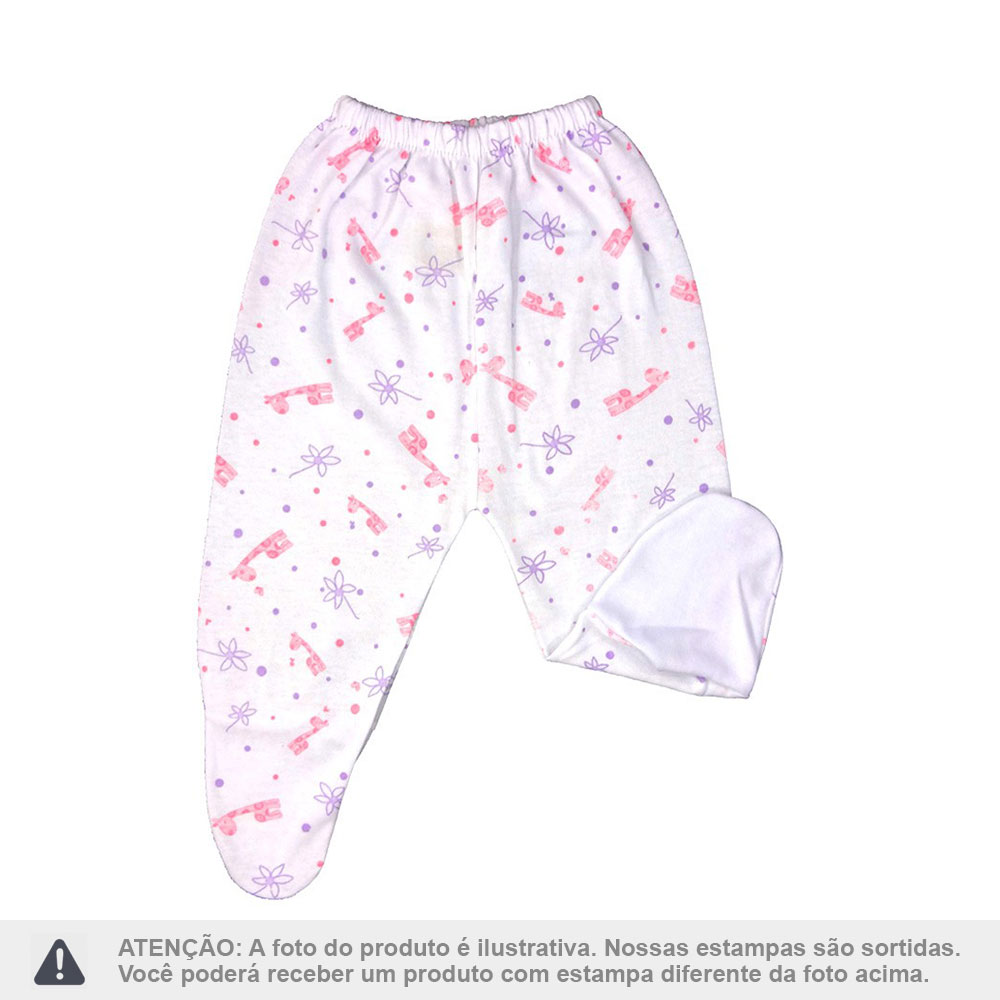 ATENÇÃO: A foto do produto é ilustrativa. Nossas estampas são sortidas.
Você poderá receber um produto com estampa diferente da foto acima.